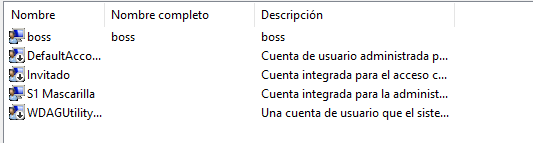 Nombre Nombre completo Descripción
boss boss boss
DefaultAcco... Cuenta de usuario administrada p...
Invitado Cuenta integrada para el acceso c...
S1 Mascarilla Cuenta integrada para la administ...
WDAGUtility... Una cuenta de usuario que el siste...